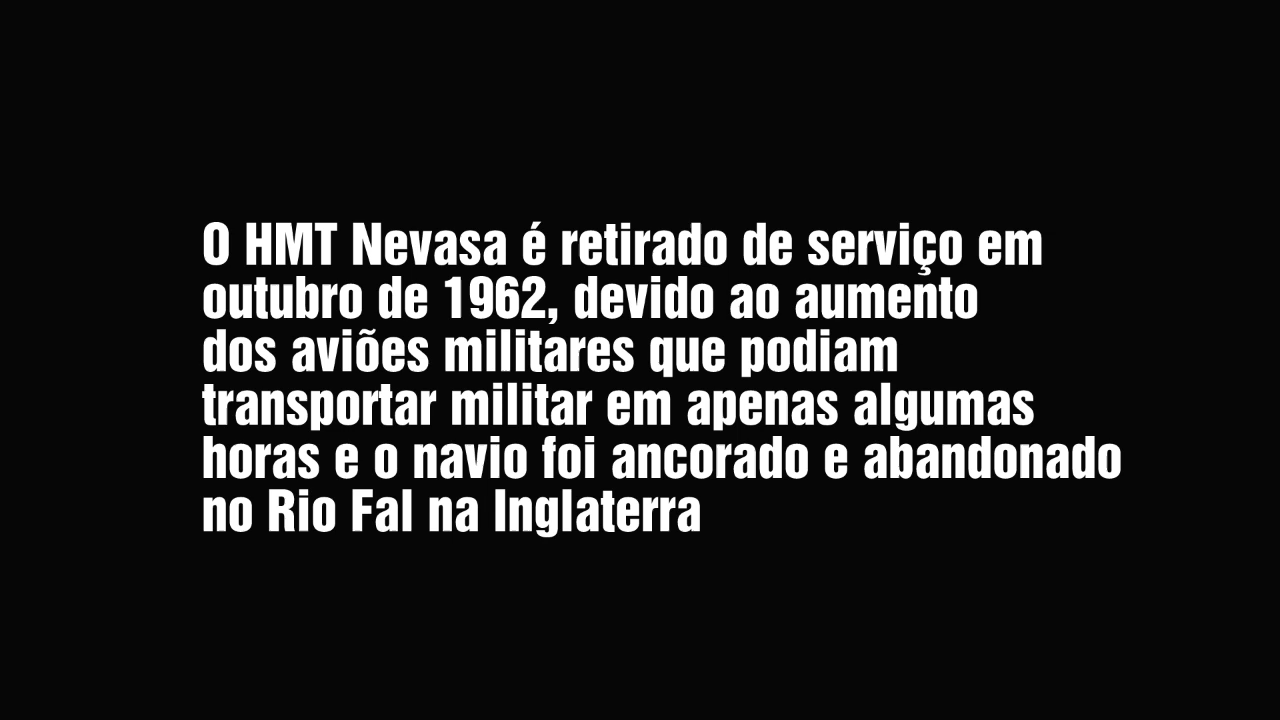 O HMT Nevasa é retirado de serviço em
outubro de 1962, devido ao aumento
dos aviões militares que podiam
transportar militar em apenas algumas
horas e o navio foi ancorado e abandonado
no Rio Fal na Inglaterra